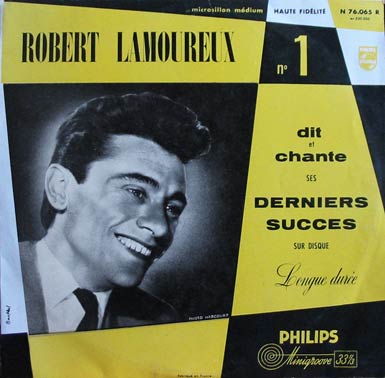 microsillon médium
HAUTE FIDÉLITÉ
N 76.065 R
ROBERT LAMOUREUX
n° 1
PHILIPS
dit
et
chante
SES
DERNIERS
SUCCES
SUR DISQUE
Longue durée
PHOTO HARCOURT
PHILIPS
Minigroove 33⅓